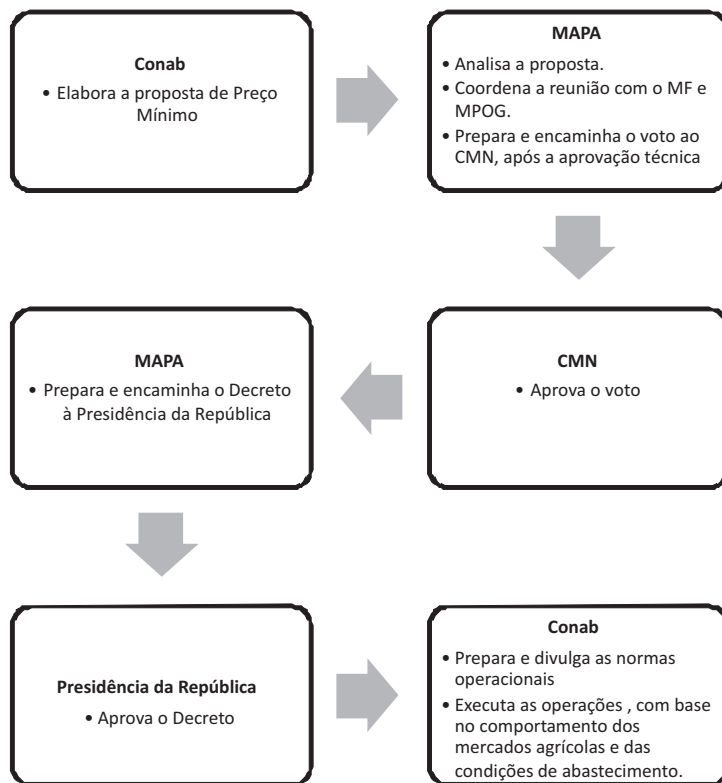 Conab
• Elabora a proposta de Preço
Mínimo
MAPA
• Analisa a proposta.
• Coordena a reunião com o MF e
MPOG.
• Prepara e encaminha o voto ao
CMN, após a aprovação técnica
CMN
• Aprova o voto
MAPA
• Prepara e encaminha o Decreto
à Presidência da República
Presidência da República
• Aprova o Decreto
Conab
• Prepara e divulga as normas
operacionais
• Executa as operações , com base
no comportamento dos
mercados agrícolas e das
condições de abastecimento.